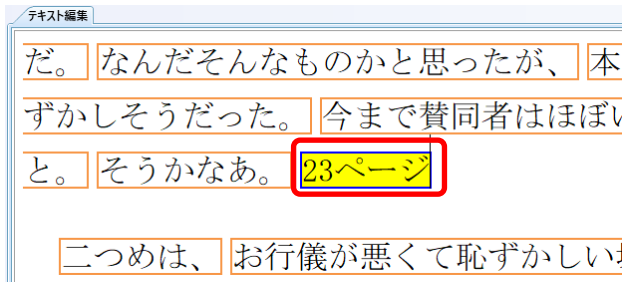 テキスト編集
だ。 なんだそんなものかと思ったが、 本
ずかしそうだった。 今まで賛同者はほぼい
と。 そうかなあ。 23ページ
二つめは、 お行儀が悪くて恥ずかしい